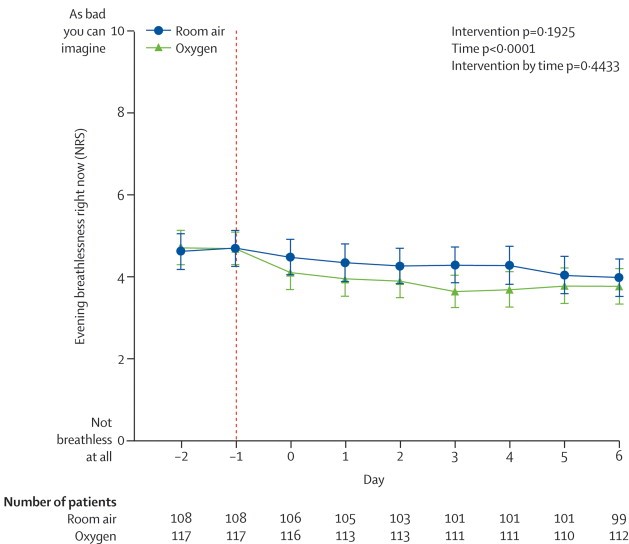 As bad
you can
imagine
10
8
6
4
2
0
Not
breathless
at all
Evening breathlessness right now (NRS)
Room air
Oxygen
Intervention p=0·1925
Time p<0·0001
Intervention by time p=0·4433
−2 −1 0 1 2 3 4 5 6
Day
Number of patients
Room air 108 108 106 105 103 101 101 101 99
Oxygen 117 117 116 113 113 111 111 110 112